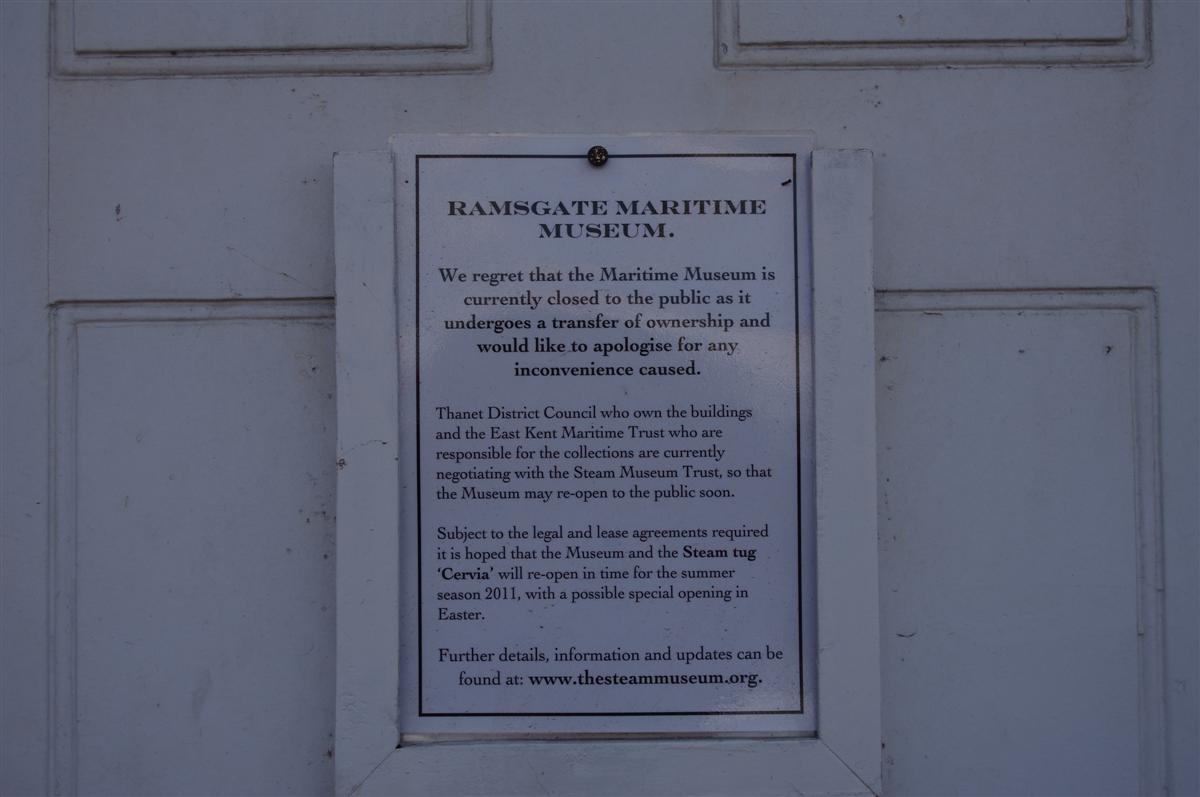 RAMSGATE MARITIME
MUSEUM.
We regret that the Maritime Museum is
currently closed to the public as it
undergoes a transfer of ownership and
would like to apologise for any
inconvenience caused.
Thanet District Council who own the buildings
and the East Kent Maritime Trust who are
responsible for the collections are currently
negotiating with the Steam Museum Trust, so that
the Museum may re-open to the public soon.
Subject to the legal and lease agreements required
it is hoped that the Museum and the Steam tug
‘Cervia’ will re-open in time for the summer
season 2011, with a possible special opening in
Easter.
Further details, information and updates can be
found at: www.thesteammuseum.org.